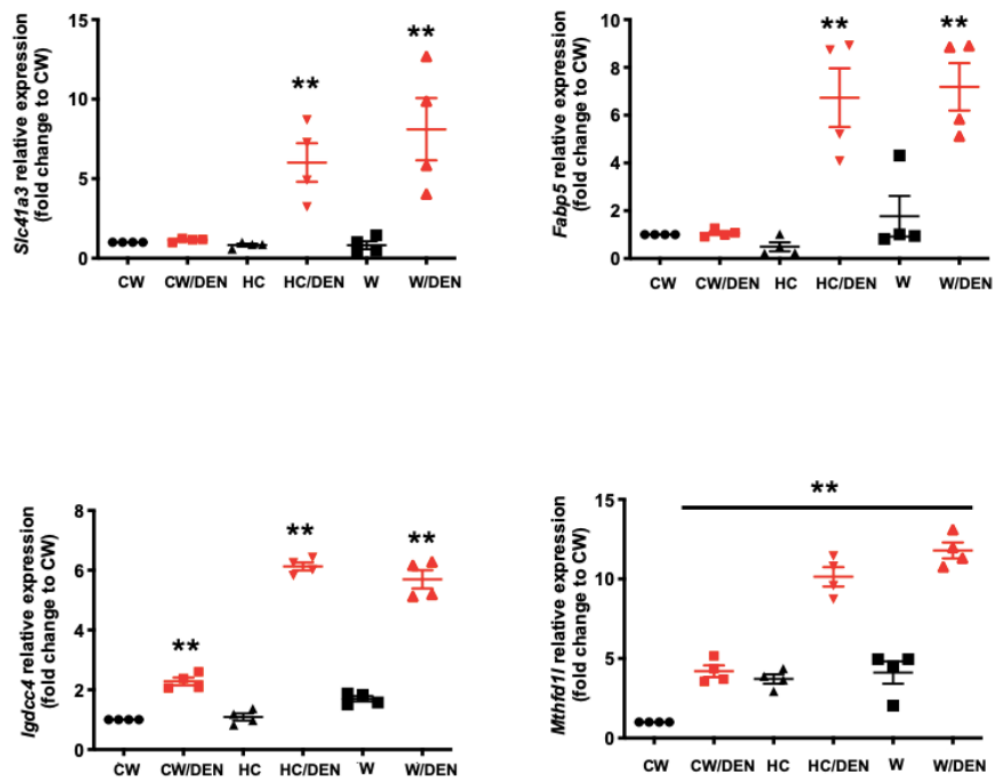 Slc41a3 relative expression
(fold change to CW)
15
10
5
0
**
**
CW CW/DEN HC HC/DEN W W/DEN
Fabp5 relative expression
(fold change to CW)
10
8
6
4
2
0
**
**
CW CW/DEN HC HC/DEN W W/DEN
Igdcc4 relative expression
(fold change to CW)
8
6
4
2
0
**
**
**
CW CW/DEN HC HC/DEN W W/DEN
Mthfd1l relative expression
(fold change to CW)
15
10
5
0
**
CW CW/DEN HC HC/DEN W W/DEN